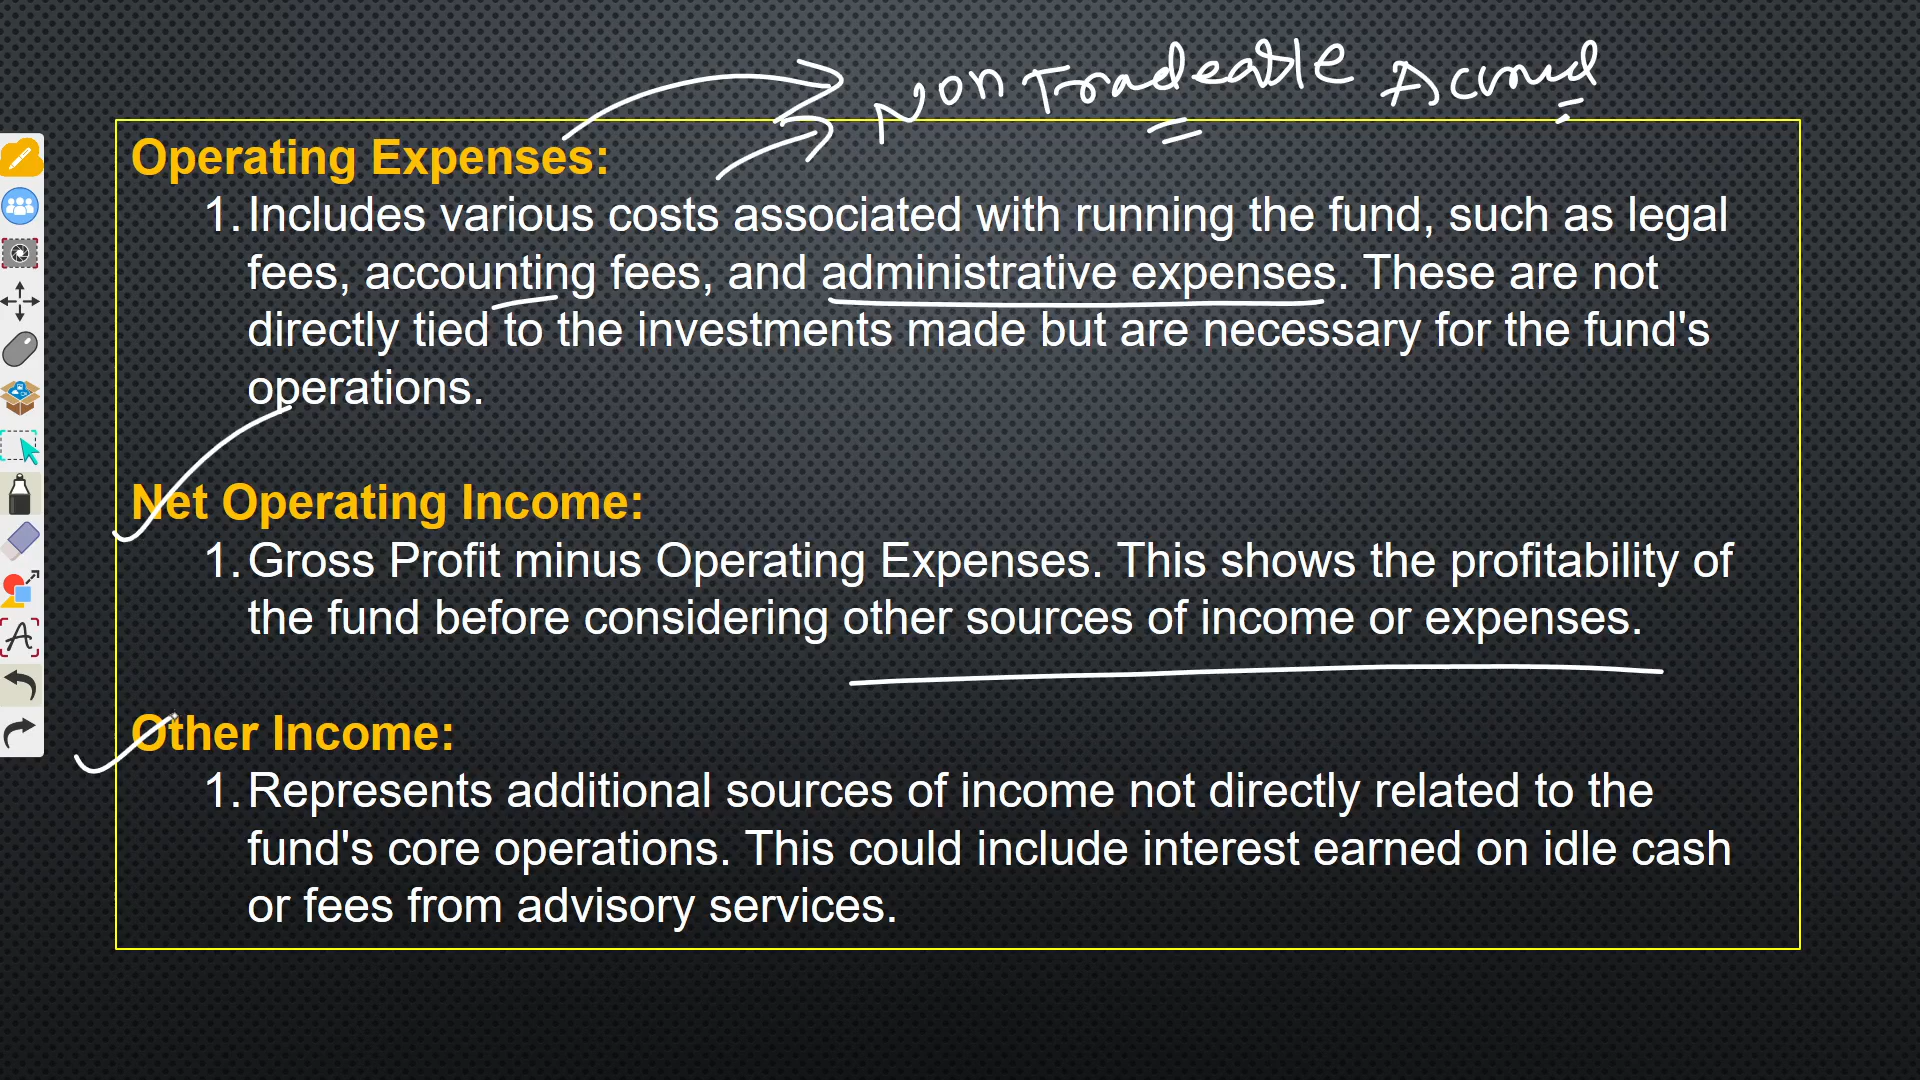 Non Tradeable Accrued
Operating Expenses:
1. Includes various costs associated with running the fund, such as legal
fees, accounting fees, and administrative expenses. These are not
directly tied to the investments made but are necessary for the fund's
operations.
Net Operating Income:
1. Gross Profit minus Operating Expenses. This shows the profitability of
the fund before considering other sources of income or expenses.
Other Income:
1. Represents additional sources of income not directly related to the
fund's core operations. This could include interest earned on idle cash
or fees from advisory services.